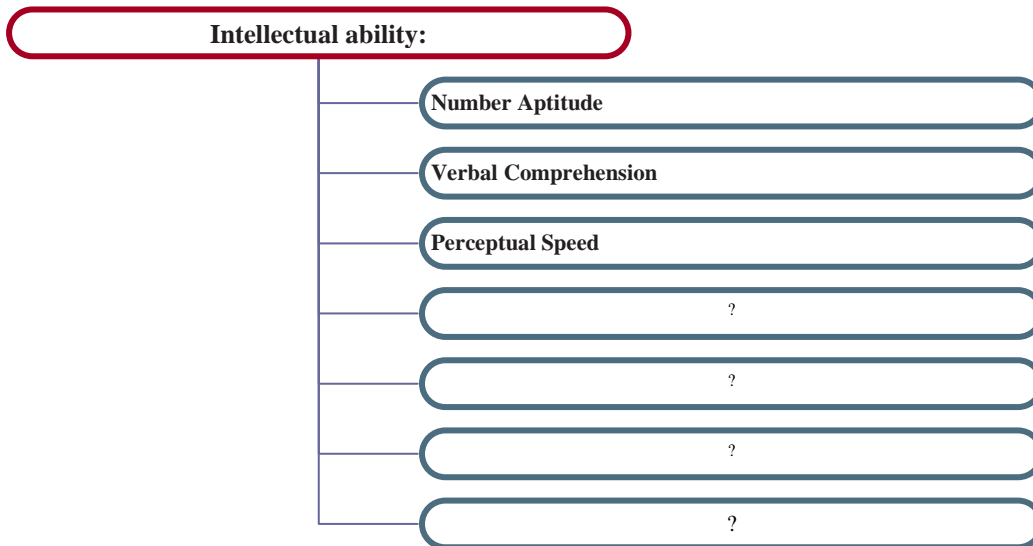 Intellectual ability:
Number Aptitude
Verbal Comprehension
Perceptual Speed
?
?
?
?